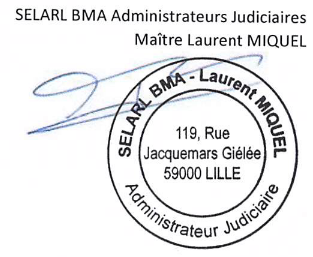 SELARL BMA Administrateurs Judiciaires
Maître Laurent MIQUEL
SELARL BMA - Laurent MIQUEL
119, Rue
Jacquemars Giélée
59000 LILLE
Administrateur Judiciaire